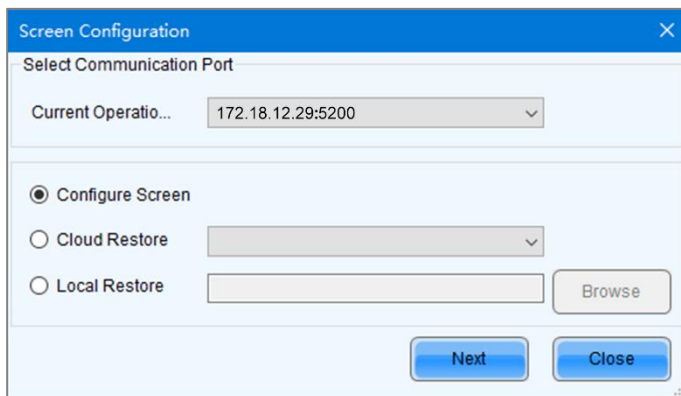 Screen Configuration
Select Communication Port
Current Operatio... 172.18.12.29:5200
Configure Screen
Cloud Restore
Local Restore Browse
Next Close